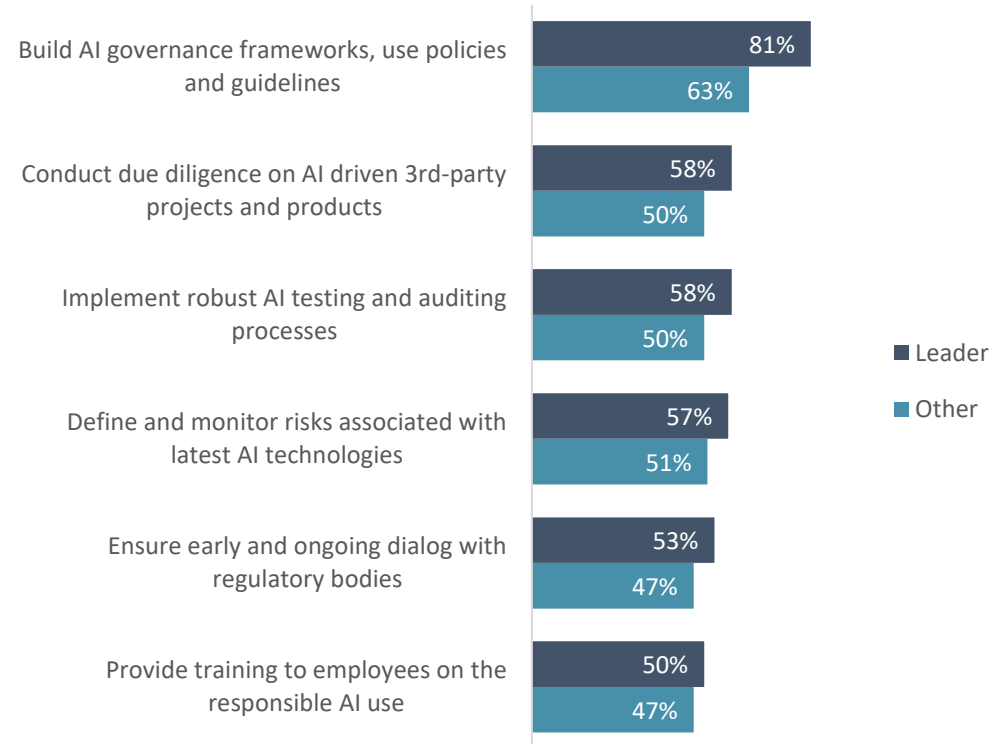 Build AI governance frameworks, use policies
and guidelines
81%
63%
Conduct due diligence on AI driven 3rd-party
projects and products
58%
50%
Implement robust AI testing and auditing
processes
58%
50%
Define and monitor risks associated with
latest AI technologies
57%
51%
Ensure early and ongoing dialog with
regulatory bodies
53%
47%
Provide training to employees on the
responsible AI use
50%
47%
Leader
Other